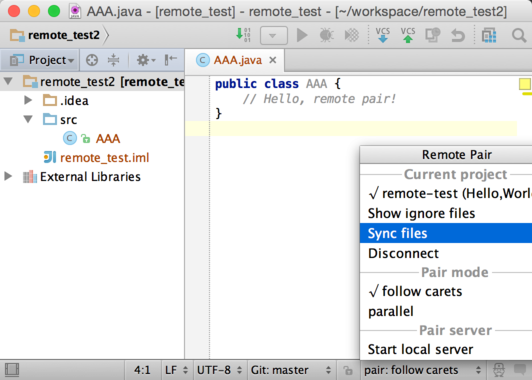 AAA.java - [remote_test] - remote_test - [~/workspace/remote_test2]
remote_test2
VCS VCS
Project
AAA.java
remote_test2 [remote_te
.idea
src
AAA
remote_test.iml
External Libraries
public class AAA {
// Hello, remote pair!
}
Remote Pair
Current project
√ remote-test (Hello,Worl
Show ignore files
Sync files
Disconnect
Pair mode
√ follow carets
parallel
Pair server
Start local server
4:1 LF UTF-8 Git: master pair: follow carets